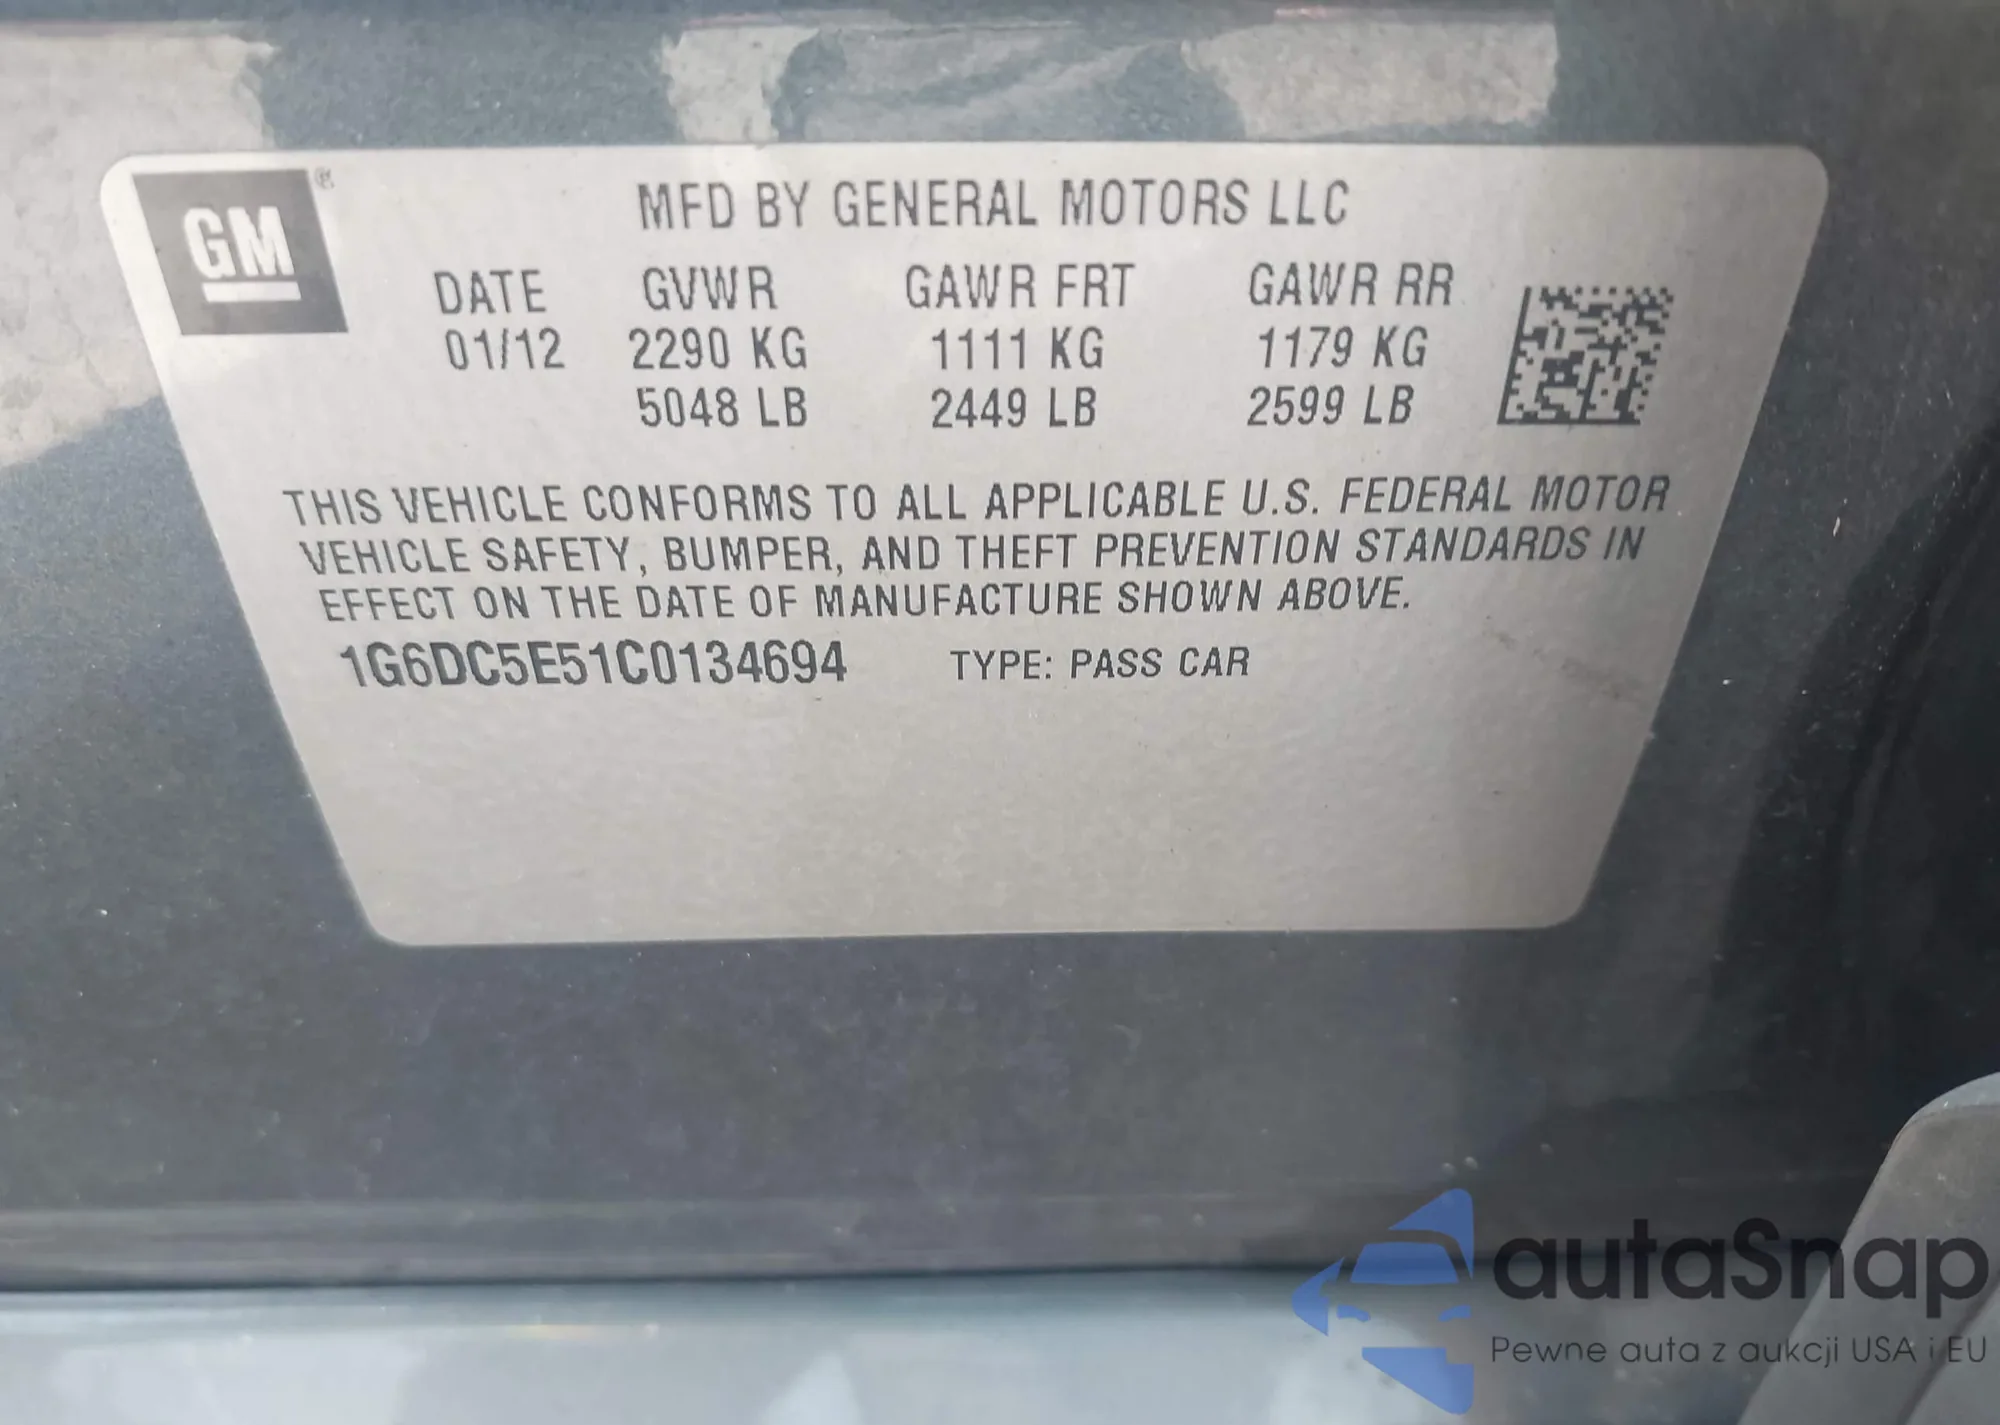 GM ®
MFD BY GENERAL MOTORS LLC
DATE GVWR GAWR FRT GAWR RR
01/12 2290 KG 1111 KG 1179 KG
5048 LB 2449 LB 2599 LB
THIS VEHICLE CONFORMS TO ALL APPLICABLE U.S. FEDERAL MOTOR
VEHICLE SAFETY, BUMPER, AND THEFT PREVENTION STANDARDS IN
EFFECT ON THE DATE OF MANUFACTURE SHOWN ABOVE.
1G6DC5E51C0134694 TYPE: PASS CAR
autaSnap
Pewne auta z aukcji USA i EU